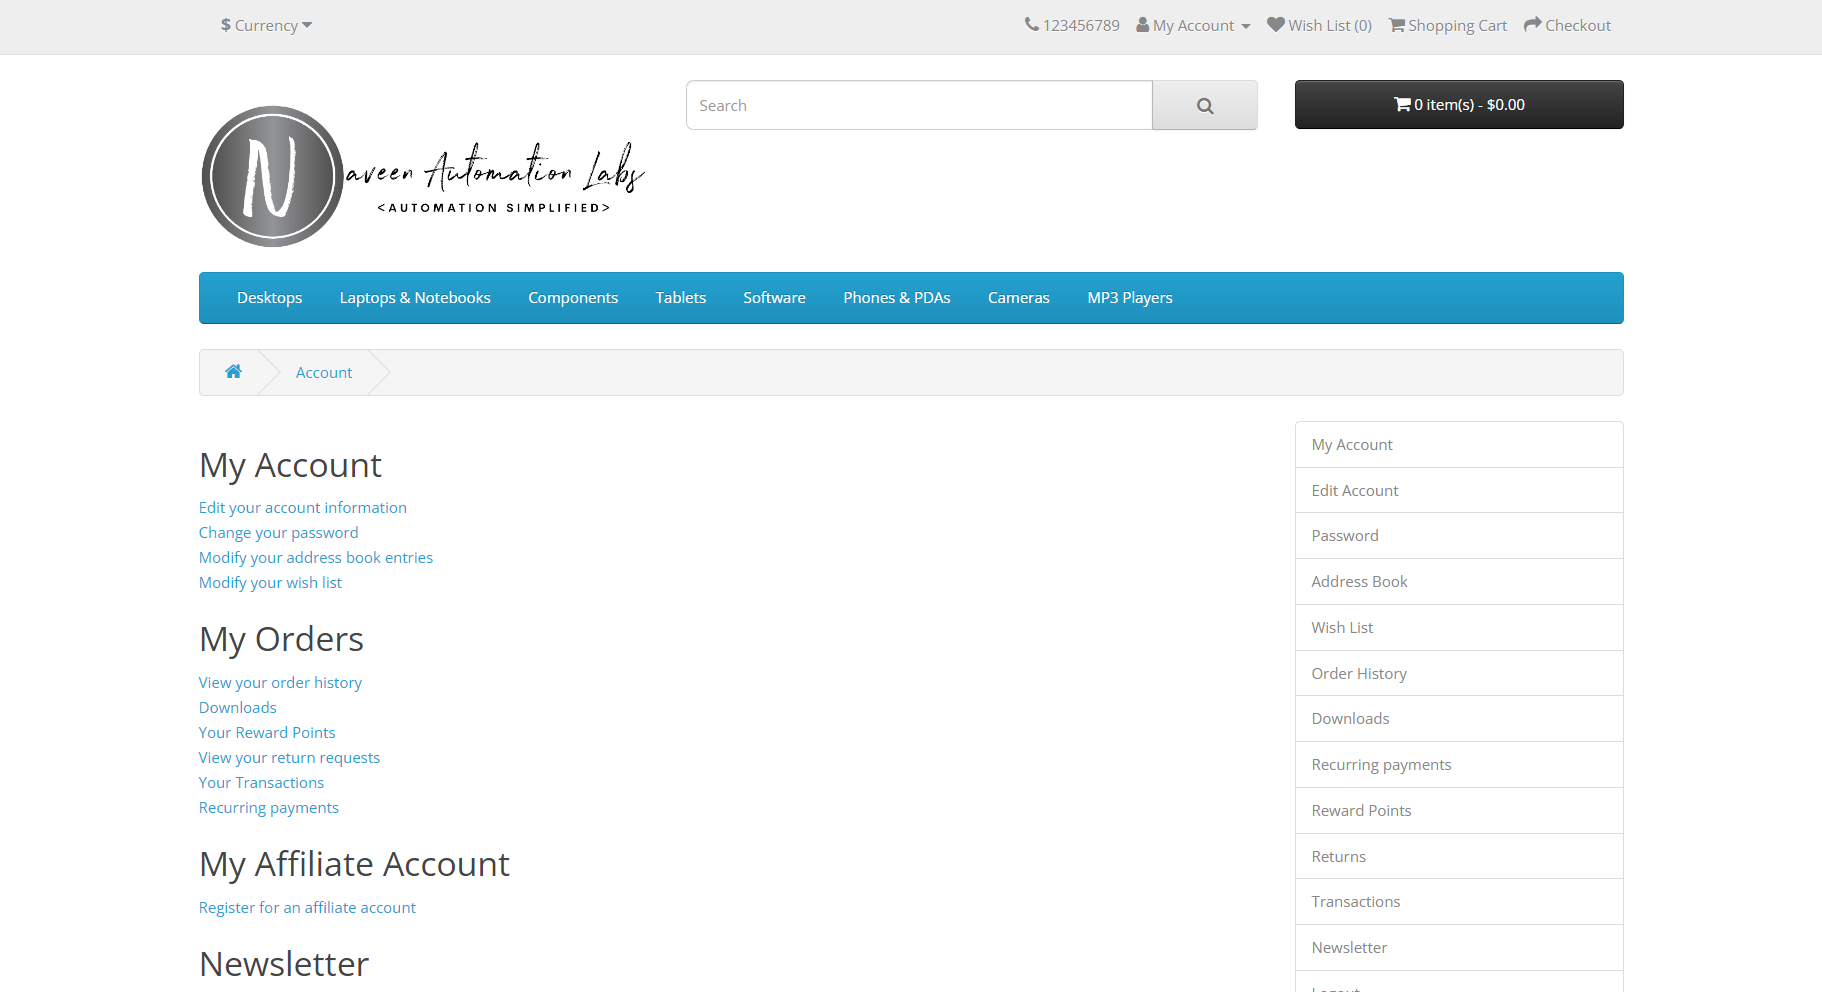 $ Currency
123456789 My Account Wish List (0) Shopping Cart Checkout
Search
0 item(s) - $0.00
N aveen Automation Labs
<AUTOMATION SIMPLIFIED>
Desktops Laptops & Notebooks Components Tablets Software Phones & PDAs Cameras MP3 Players
Account
My Account
Edit your account information
Change your password
Modify your address book entries
Modify your wish list
My Orders
View your order history
Downloads
Your Reward Points
View your return requests
Your Transactions
Recurring payments
My Affiliate Account
Register for an affiliate account
Newsletter
My Account
Edit Account
Password
Address Book
Wish List
Order History
Downloads
Recurring payments
Reward Points
Returns
Transactions
Newsletter